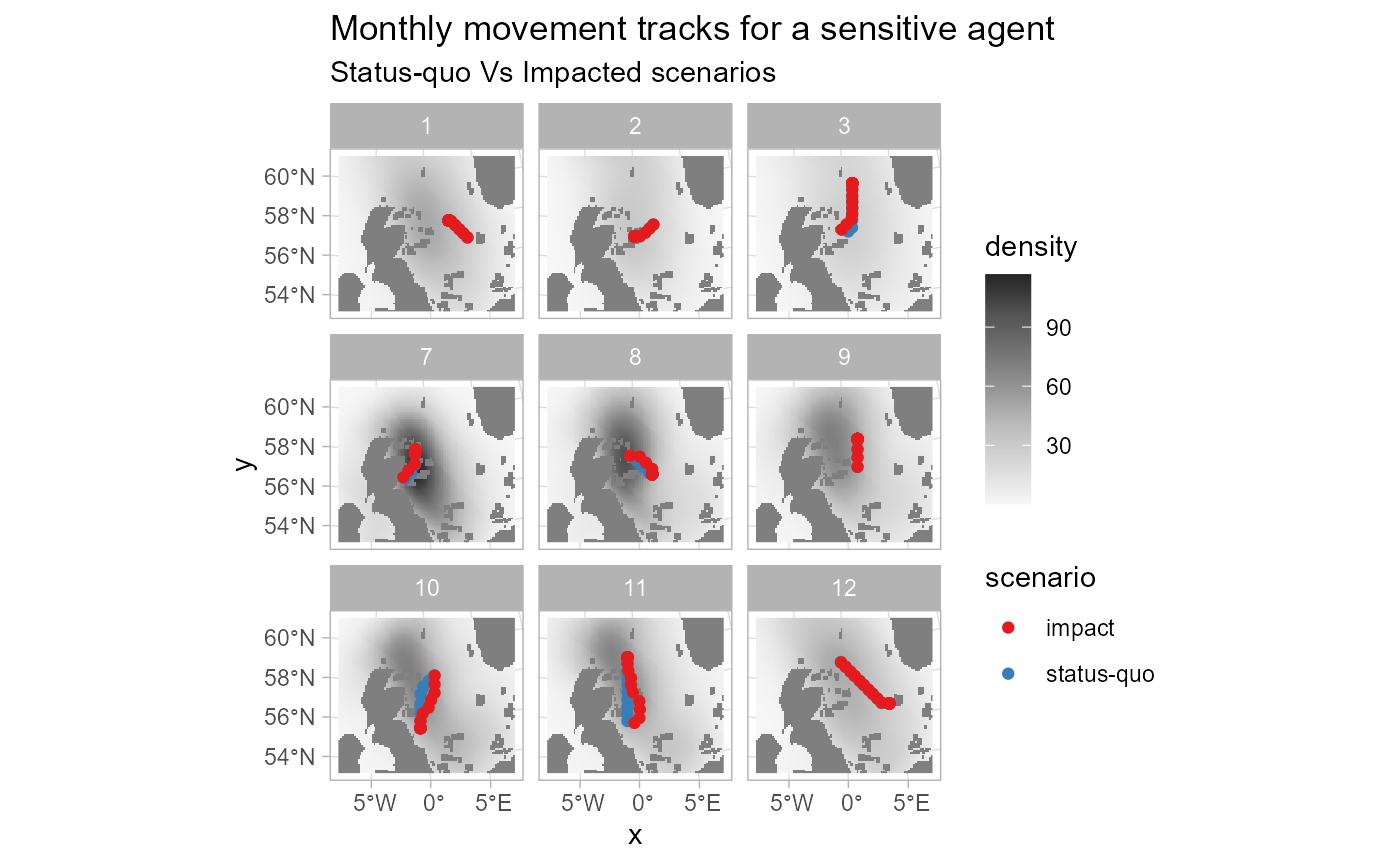 Monthly movement tracks for a sensitive agent
Status-quo Vs Impacted scenarios
1 2 3
60°N
58°N
56°N
54°N
7 8 9
60°N
58°N
56°N
54°N
10 11 12
60°N
58°N
56°N
54°N
5°W 0° 5°E 5°W 0° 5°E 5°W 0° 5°E
x
y
density
90
60
30
scenario
impact
status-quo